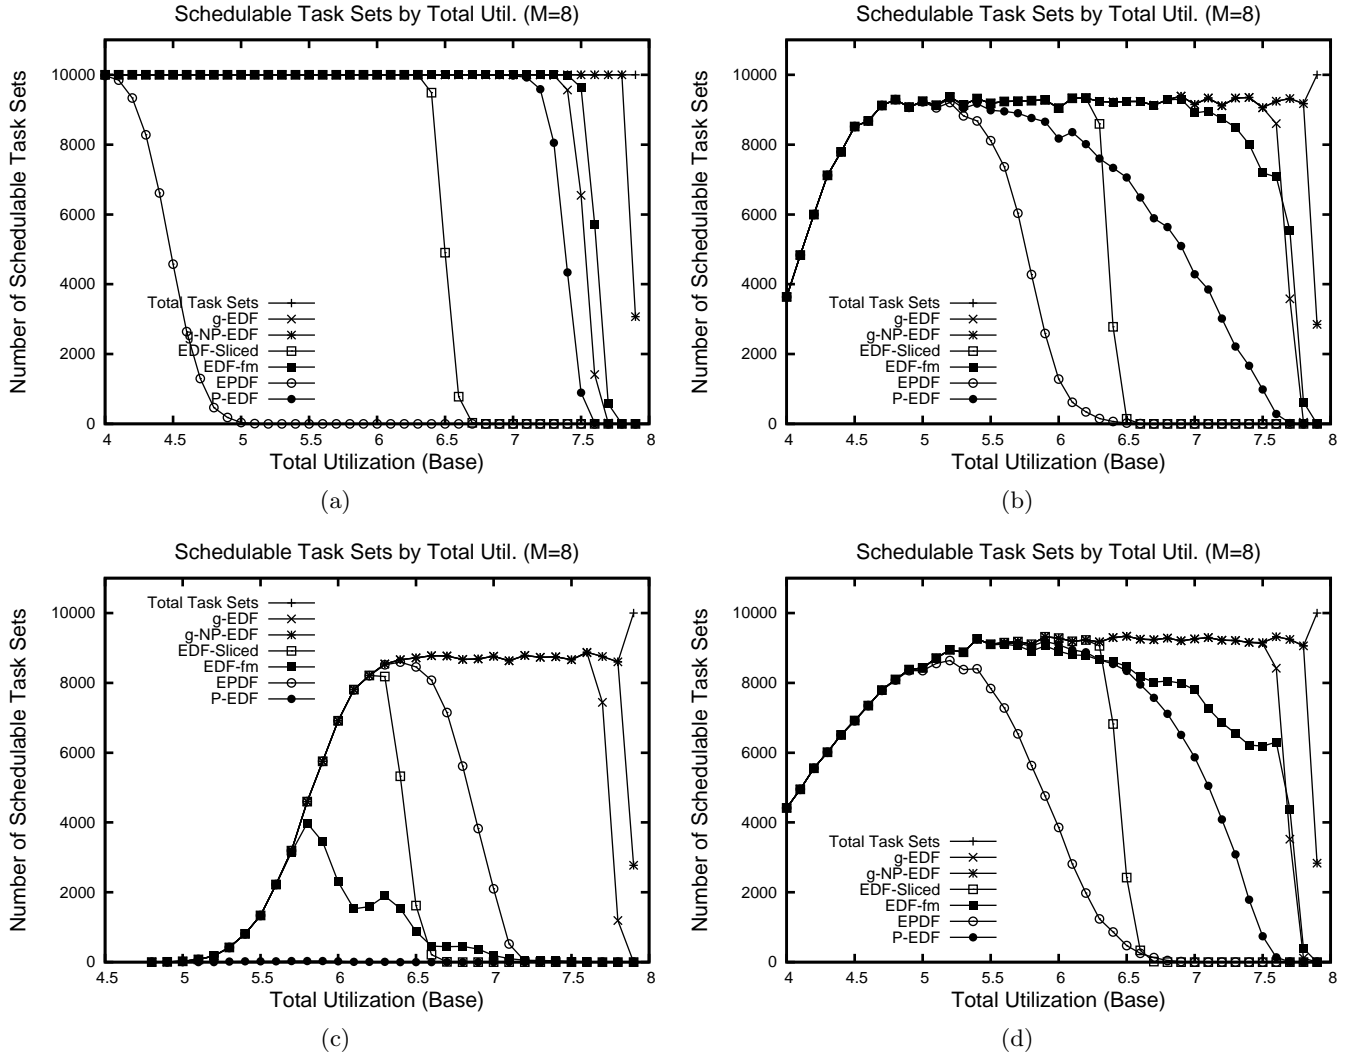 Schedulable Task Sets by Total Util. (M=8)
Number of Schedulable Task Sets
10000
8000
6000
4000
2000
0
Total Task Sets
g-EDF
g-NP-EDF
EDF-Sliced
EDF-fm
EPDF
P-EDF
4 4.5 5 5.5 6 6.5 7 7.5 8
Total Utilization (Base)
(a)
Schedulable Task Sets by Total Util. (M=8)
Number of Schedulable Task Sets
10000
8000
6000
4000
2000
0
Total Task Sets
g-EDF
g-NP-EDF
EDF-Sliced
EDF-fm
EPDF
P-EDF
4 4.5 5 5.5 6 6.5 7 7.5 8
Total Utilization (Base)
(b)
Schedulable Task Sets by Total Util. (M=8)
Number of Schedulable Task Sets
10000
8000
6000
4000
2000
0
Total Task Sets
g-EDF
g-NP-EDF
EDF-Sliced
EDF-fm
EPDF
P-EDF
4.5 5 5.5 6 6.5 7 7.5 8
Total Utilization (Base)
(c)
Schedulable Task Sets by Total Util. (M=8)
Number of Schedulable Task Sets
10000
8000
6000
4000
2000
0
Total Task Sets
g-EDF
g-NP-EDF
EDF-Sliced
EDF-fm
EPDF
P-EDF
4 4.5 5 5.5 6 6.5 7 7.5 8
Total Utilization (Base)
(d)